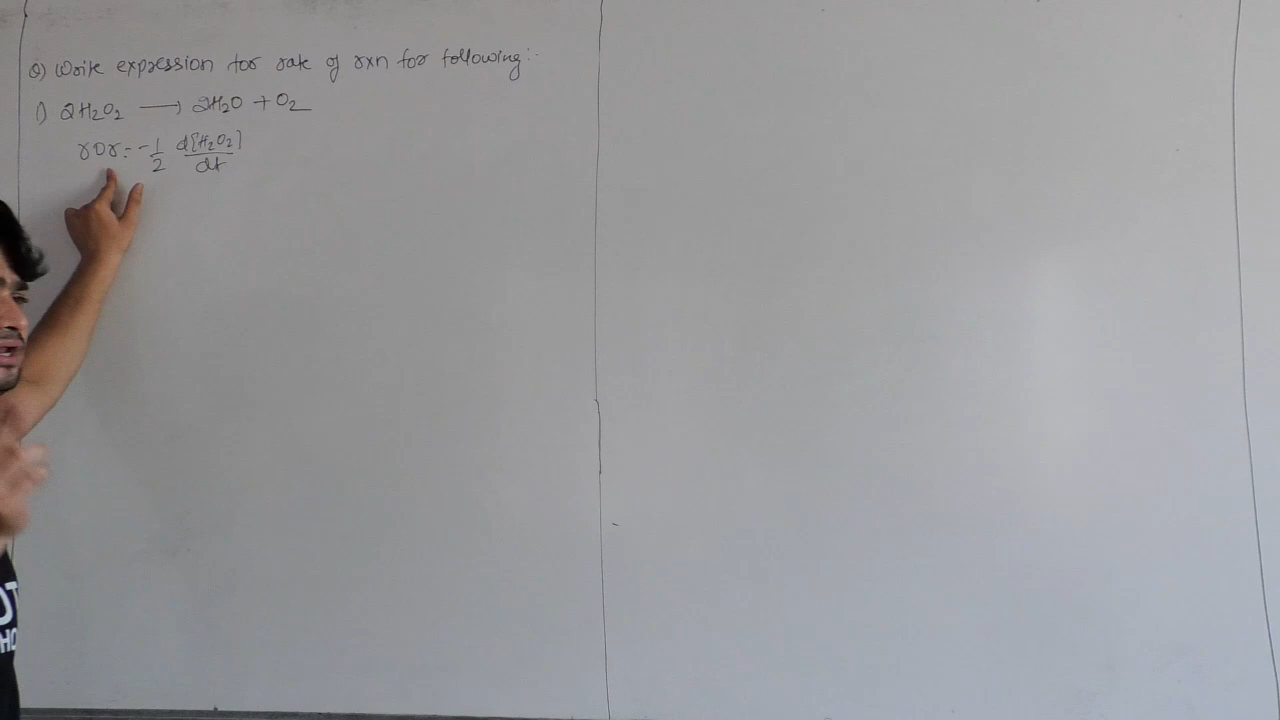 Q) Write expression for rate of rxn for following:-
1) 2H₂O₂ ⟶ 2H₂O + O₂
ror = -1/2 d[H₂O₂]/dt